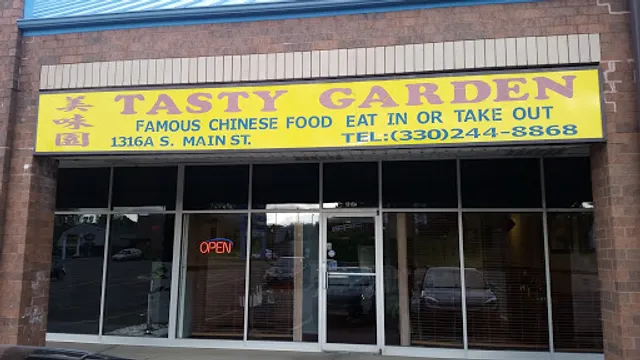 美味園
TASTY GARDEN
FAMOUS CHINESE FOOD EAT IN OR TAKE OUT
1316A S. MAIN ST. TEL:(330)244-8868
OPEN